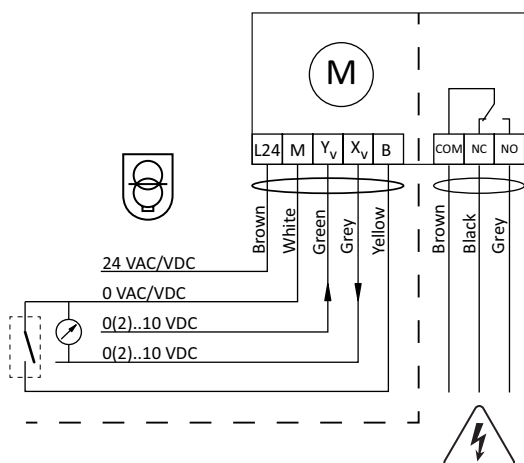 M
L24 M Yv Xv B COM NC NO
Brown White Green Grey Yellow Brown Black Grey
24 VAC/VDC
0 VAC/VDC
0(2)..10 VDC
0(2)..10 VDC